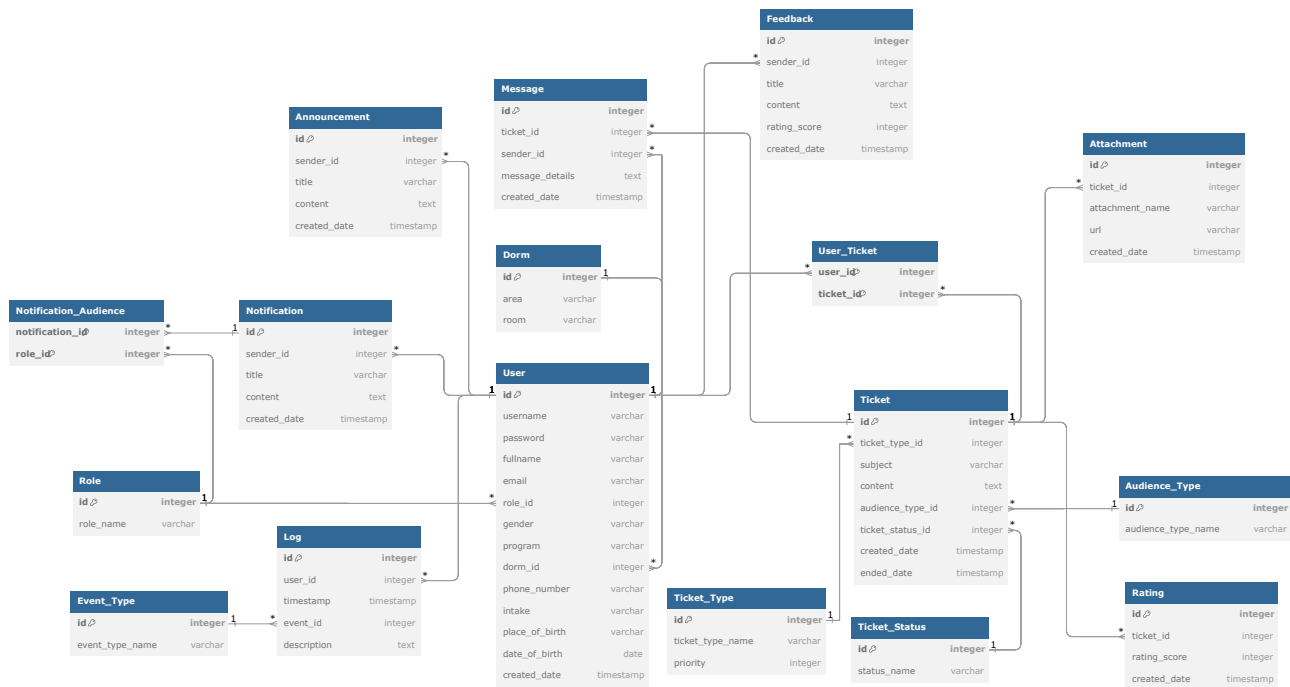 Feedback
id integer
sender_id integer
title varchar
content text
rating_score integer
created_date timestamp
Message
id integer
ticket_id integer
sender_id integer
message_details text
created_date timestamp
Announcement
id integer
sender_id integer
title varchar
content text
created_date timestamp
Attachment
id integer
ticket_id integer
attachment_name varchar
url varchar
created_date timestamp
User_Ticket
user_id integer
ticket_id integer
Dorm
id integer
area varchar
room varchar
Notification_Audience
notification_id integer
role_id integer
Notification
id integer
sender_id integer
title varchar
content text
created_date timestamp
User
id integer
username varchar
password varchar
fullname varchar
email varchar
role_id integer
gender varchar
program varchar
dorm_id integer
phone_number varchar
intake varchar
place_of_birth varchar
date_of_birth date
created_date timestamp
Ticket
id integer
ticket_type_id integer
subject varchar
content text
audience_type_id integer
ticket_status_id integer
created_date timestamp
ended_date timestamp
Role
id integer
role_name varchar
Audience_Type
id integer
audience_type_name varchar
Log
id integer
user_id integer
timestamp timestamp
event_id integer
description text
Event_Type
id integer
event_type_name varchar
Ticket_Type
id integer
ticket_type_name varchar
priority integer
Ticket_Status
id integer
status_name varchar
Rating
id integer
ticket_id integer
rating_score integer
created_date timestamp